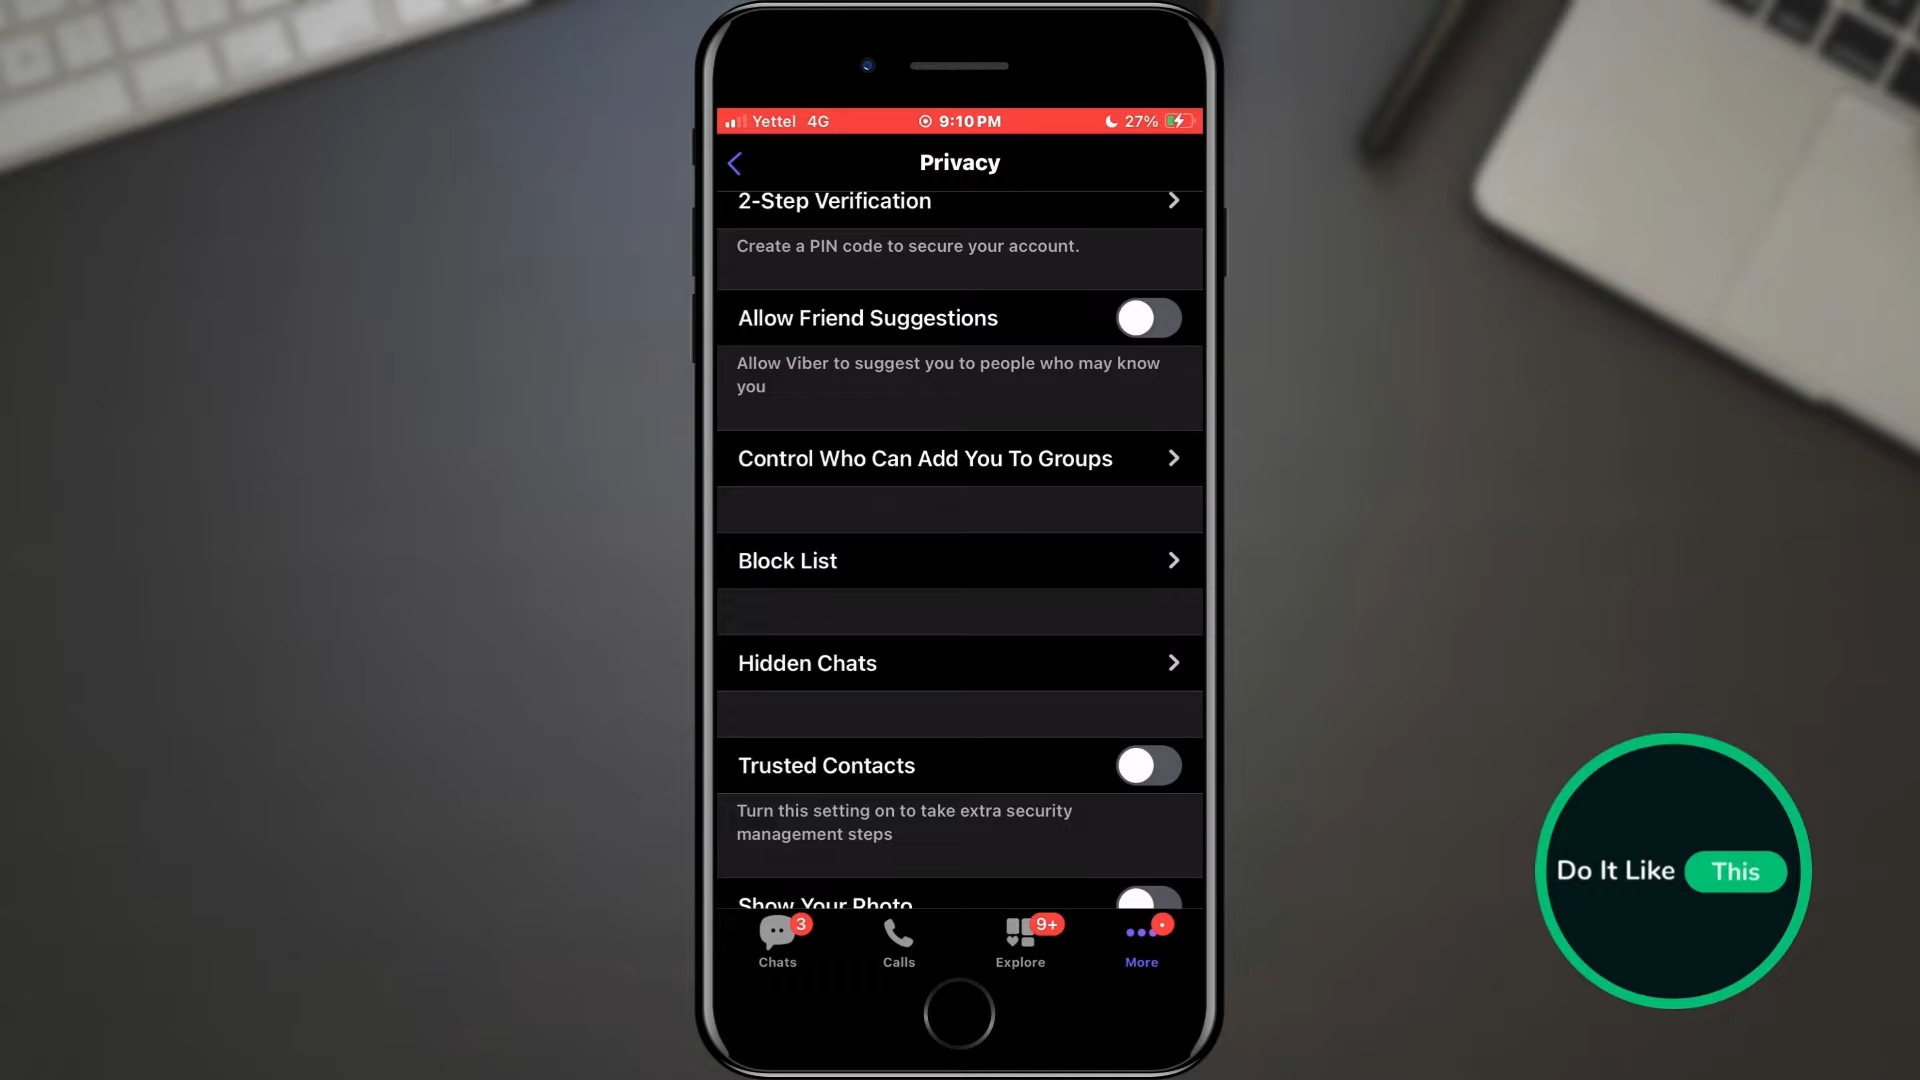 Yettel 4G 9:10 PM 27%
Privacy
2-Step Verification
Create a PIN code to secure your account.
Allow Friend Suggestions
Allow Viber to suggest you to people who may know
you
Control Who Can Add You To Groups
Block List
Hidden Chats
Trusted Contacts
Turn this setting on to take extra security
management steps
Show Your Photo
3 9+
Chats Calls Explore More
Do It Like This